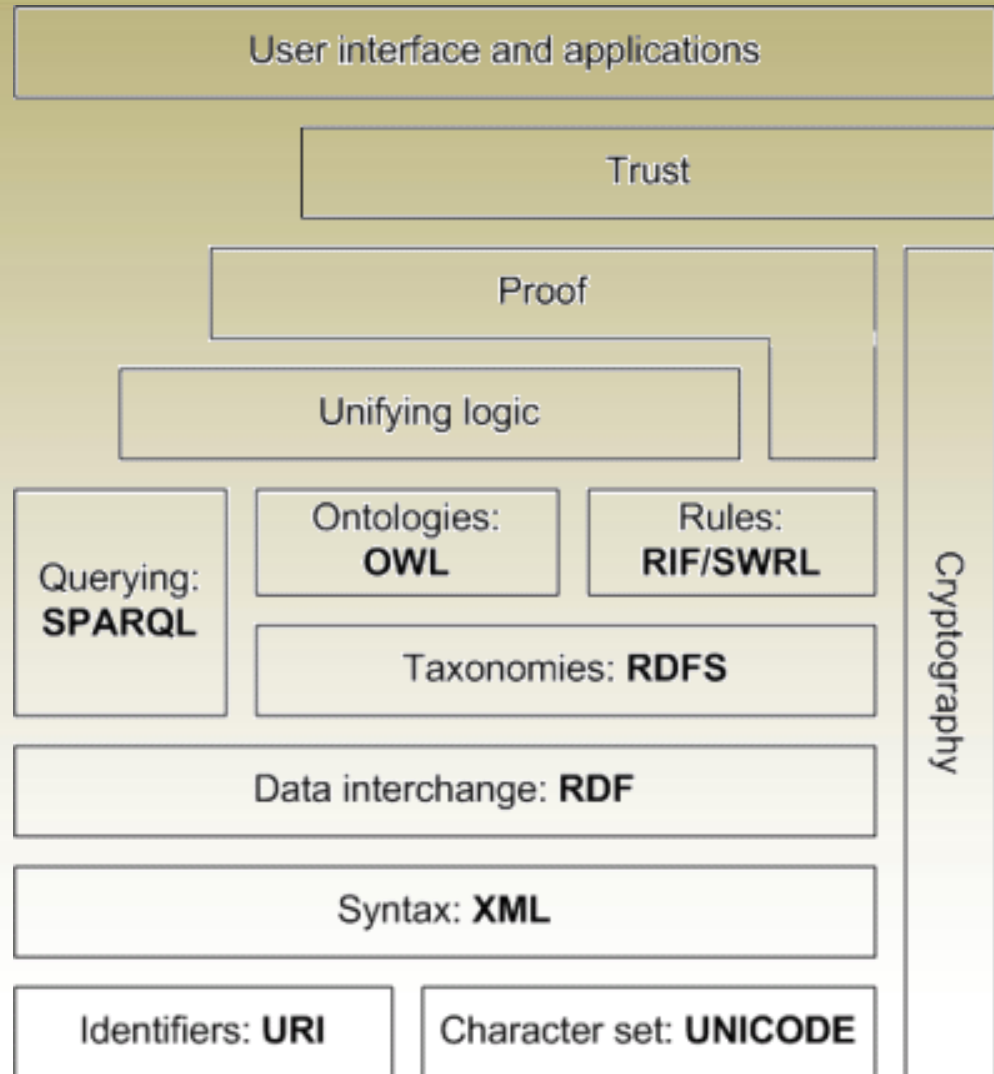 User interface and applications
Trust
Proof
Unifying logic
Querying:
SPARQL
Ontologies:
OWL
Rules:
RIF/SWRL
Taxonomies: RDFS
Data interchange: RDF
Syntax: XML
Identifiers: URI
Character set: UNICODE
Cryptography